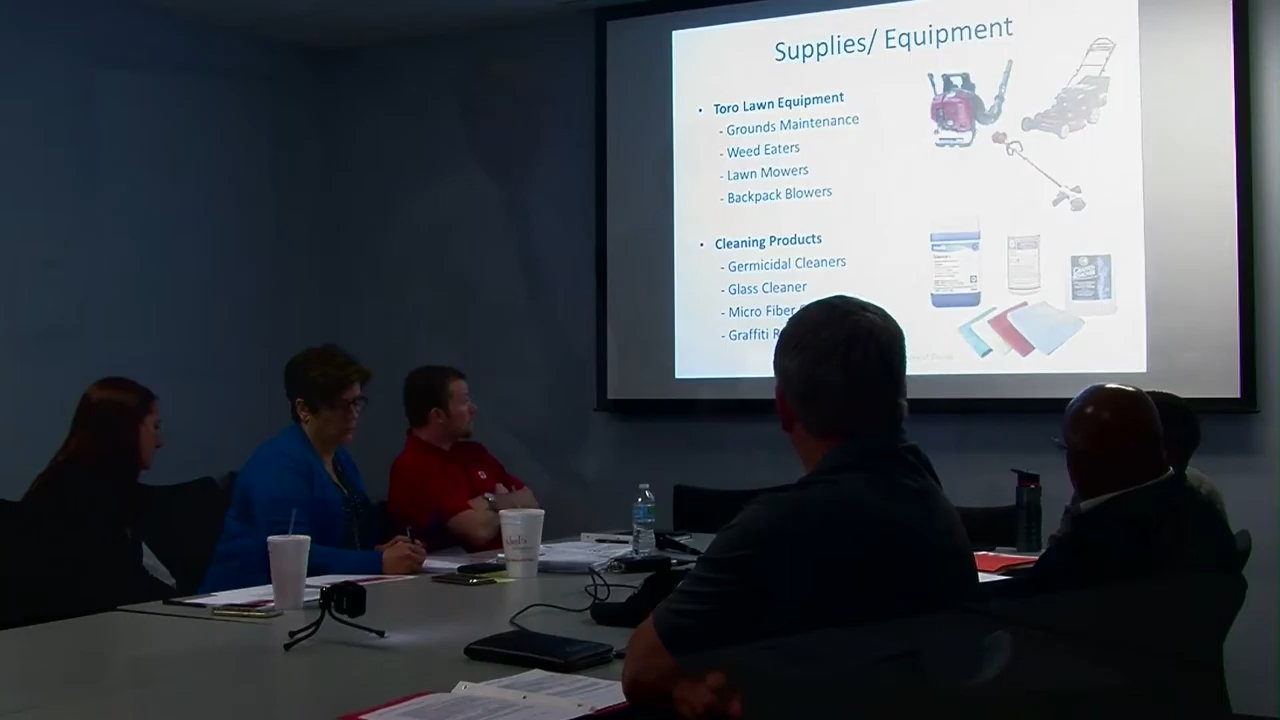 Supplies/ Equipment
• Toro Lawn Equipment
- Grounds Maintenance
- Weed Eaters
- Lawn Mowers
- Backpack Blowers
• Cleaning Products
- Germicidal Cleaners
- Glass Cleaner
- Micro Fiber
- Graffiti